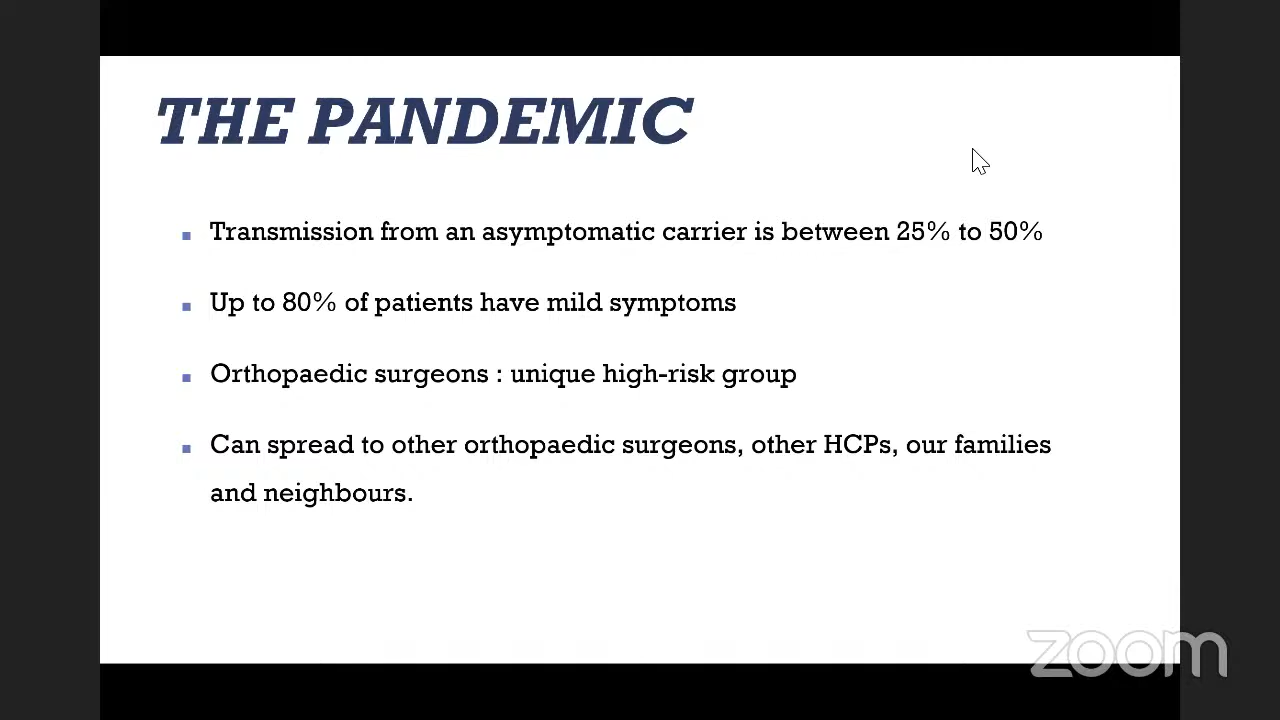 THE PANDEMIC
Transmission from an asymptomatic carrier is between 25% to 50%
Up to 80% of patients have mild symptoms
Orthopaedic surgeons : unique high-risk group
Can spread to other orthopaedic surgeons, other HCPs, our families
and neighbours.
zoom